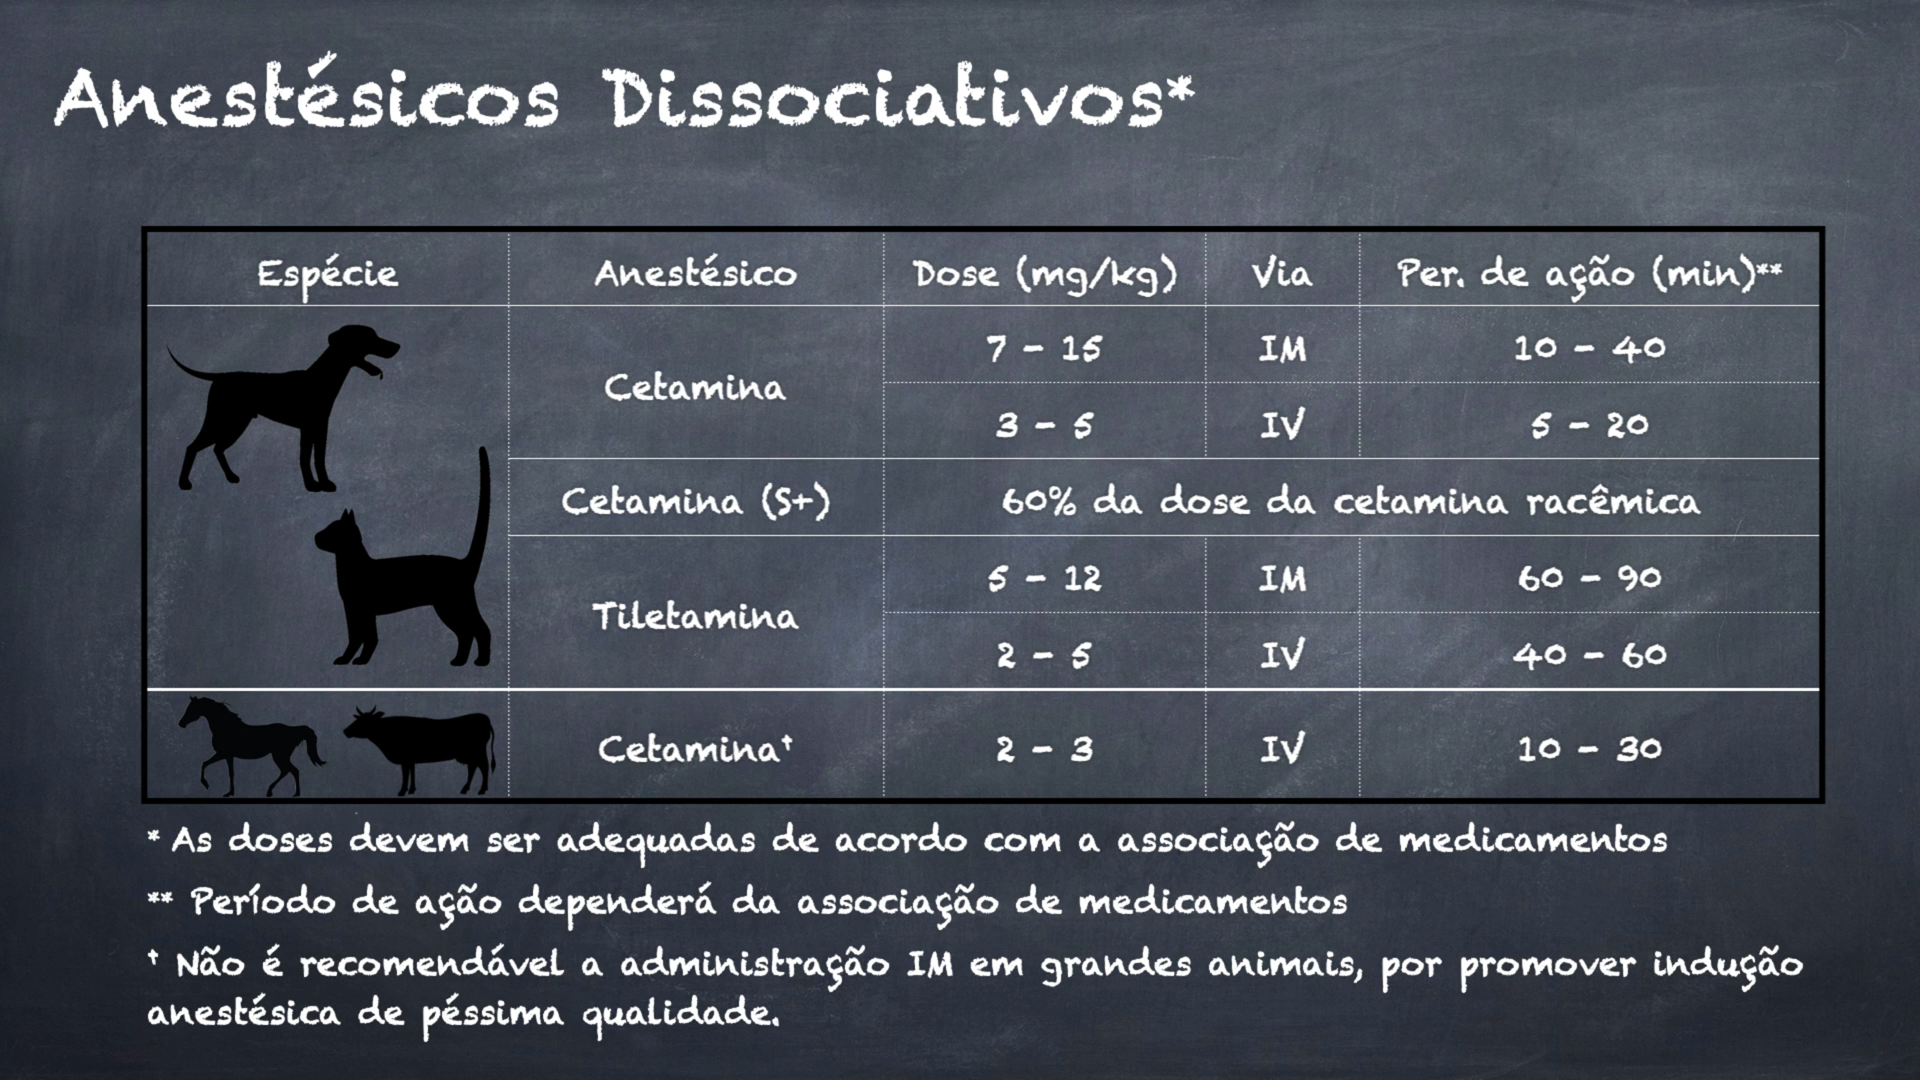 Anestésicos Dissociativos*
Espécie Anestésico Dose (mg/kg) Via Per. de ação (min)**
Cetamina
7 - 15 IM 10 - 40
3 - 5 IV 5 - 20
Cetamina (S+) 60% da dose da cetamina racêmica
Tiletamina
5 - 12 IM 60 - 90
2 - 5 IV 40 - 60
Cetamina† 2 - 3 IV 10 - 30
* As doses devem ser adequadas de acordo com a associação de medicamentos
** Período de ação dependerá da associação de medicamentos
† Não é recomendável a administração IM em grandes animais, por promover indução
anestésica de péssima qualidade.